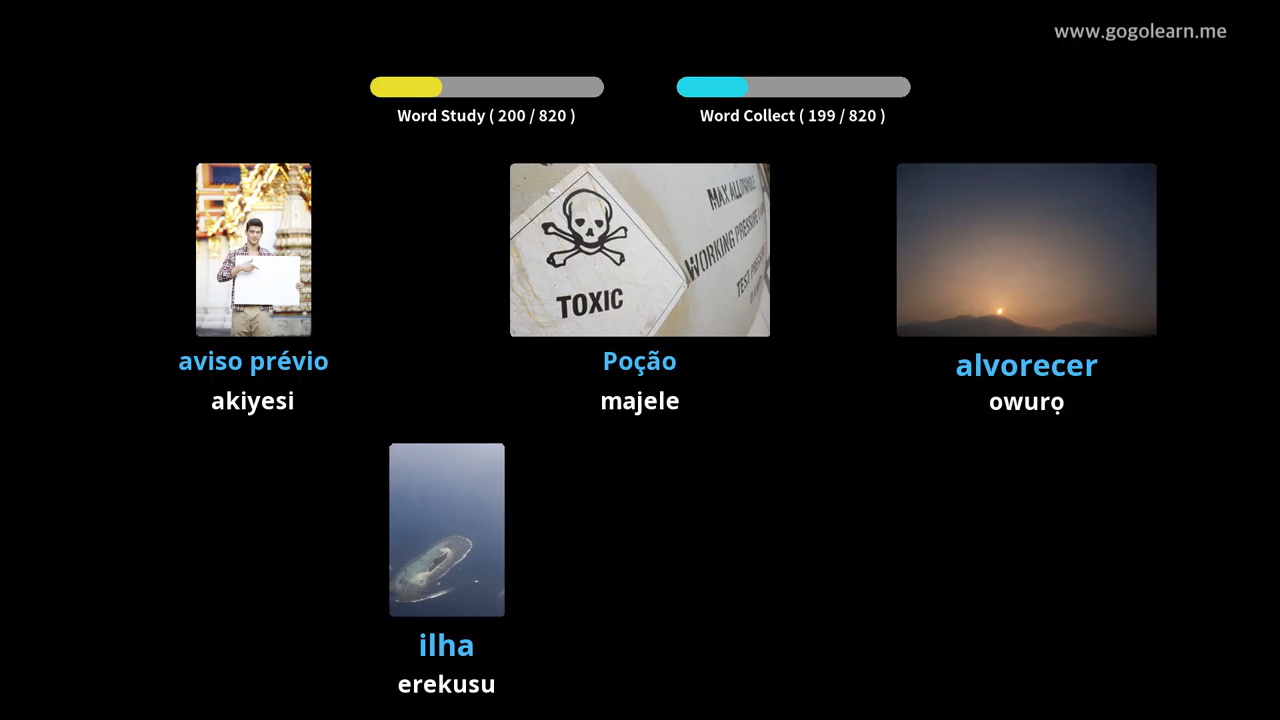 www.gogolearn.me
Word Study ( 200 / 820 )
Word Collect ( 199 / 820 )
MAX ALLOWABLE
WORKING PRESSURE
TOXIC
aviso prévio
Poção
alvorecer
akiyesi
majele
owurọ
ilha
erekusu